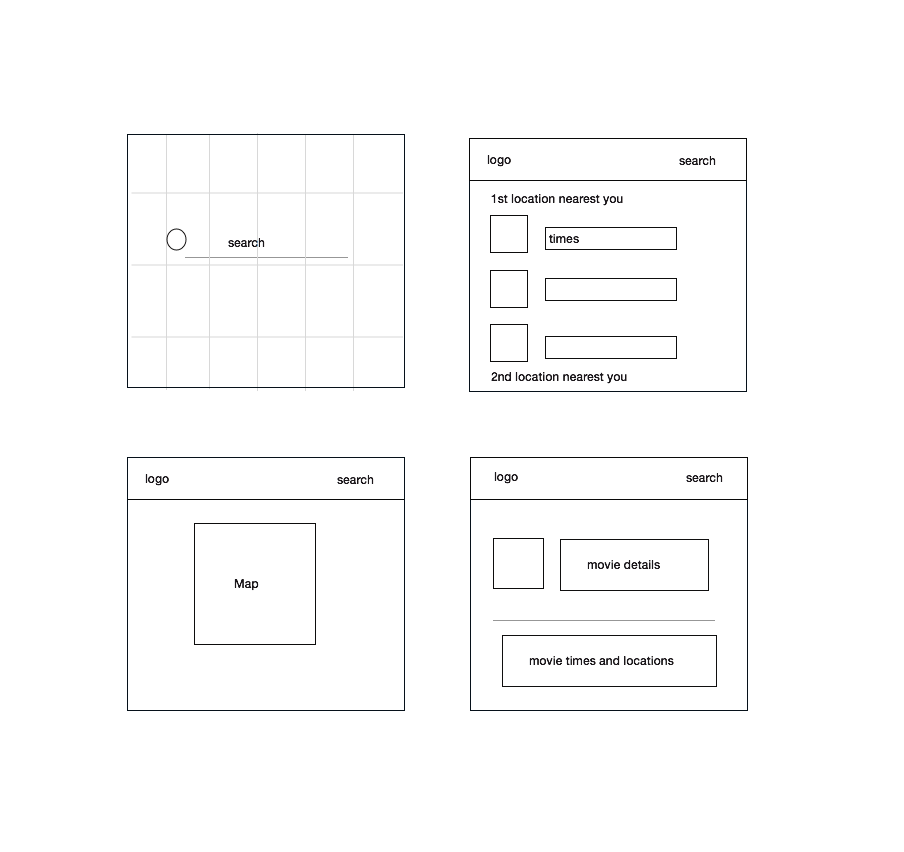 search
logo
search
1st location nearest you
times
2nd location nearest you
logo
search
Map
logo
search
movie details
movie times and locations